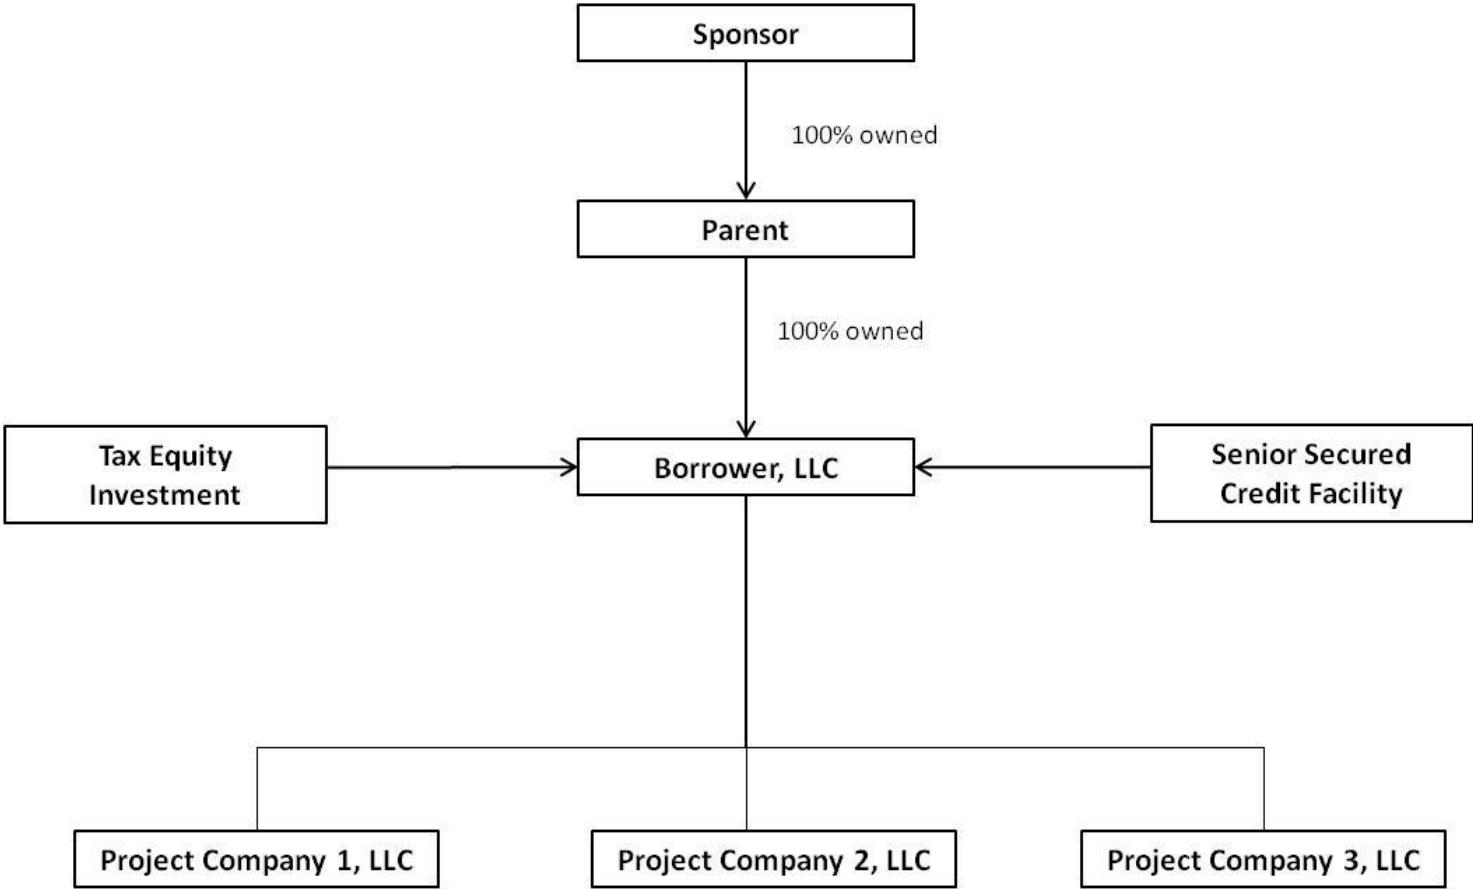 Sponsor
100% owned
Parent
100% owned
Tax Equity
Investment
Borrower, LLC
Senior Secured
Credit Facility
Project Company 1, LLC
Project Company 2, LLC
Project Company 3, LLC